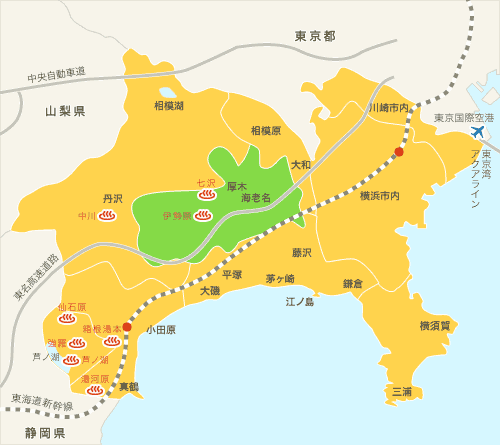 東京都
中央自動車道
山梨県
相模湖
川崎市内
東京国際空港
相模原
大和
東京湾
アクアライン
七沢
厚木
海老名
丹沢
中川
伊勢原
横浜市内
東名高速道路
藤沢
平塚
茅ヶ崎
鎌倉
大磯
江ノ島
仙石原
箱根湯本
小田原
横須賀
強羅
芦ノ湖
芦ノ湖
湯河原
真鶴
三浦
東海道新幹線
静岡県